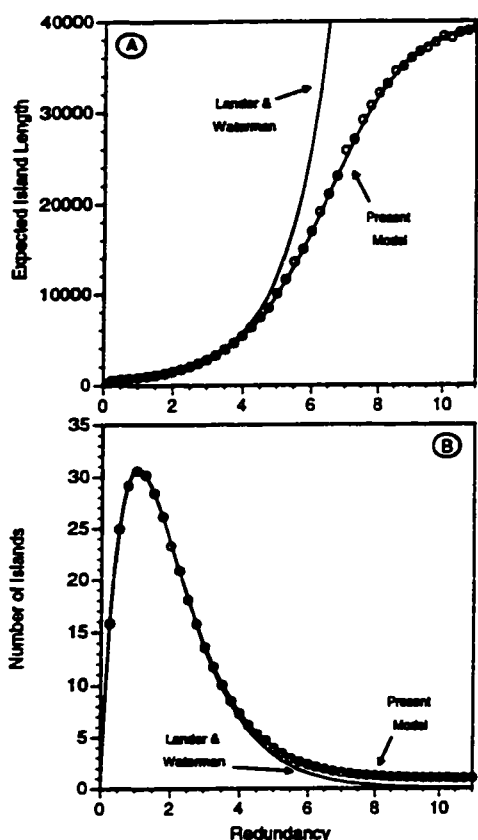 A
40000
Lander &
Waterman
30000
20000
Present
Model
10000
0
Expected Island Length
0 2 4 6 8 10
B
35
30
25
20
15
10
5
0
Number of Islands
Present
Model
Lander &
Waterman
0 2 4 6 8 10
Redundancy